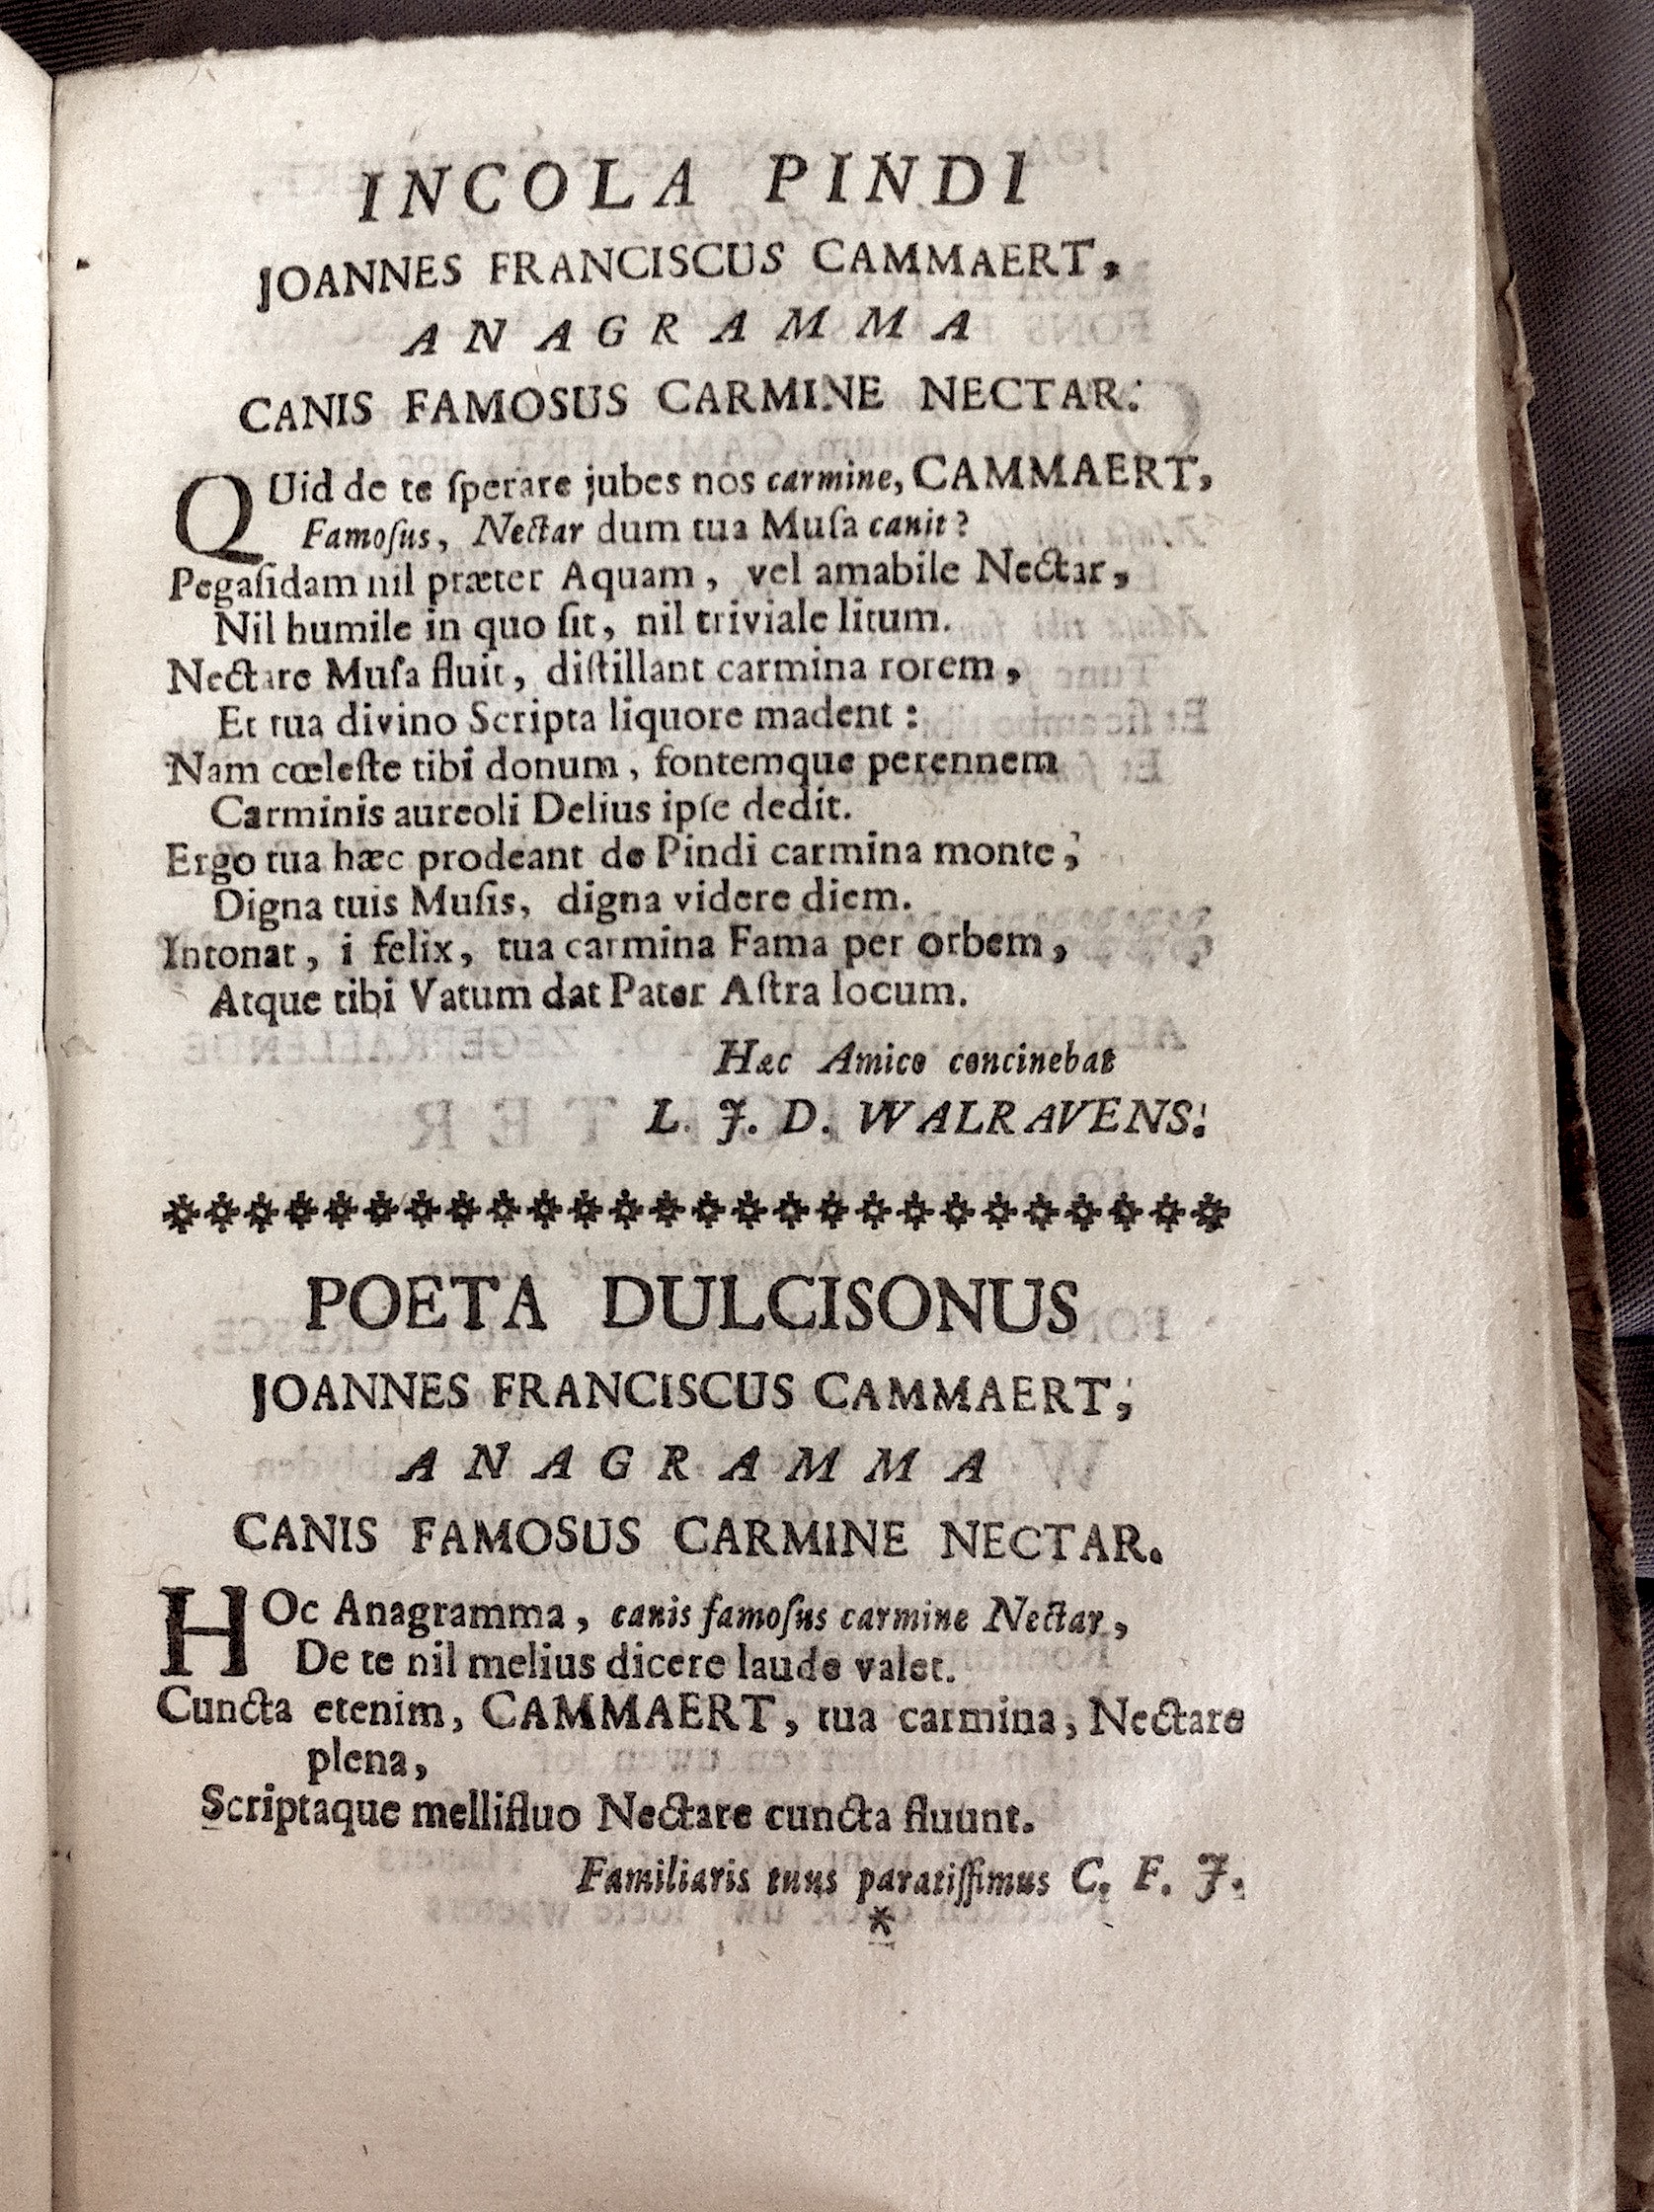 INCOLA PINDI
JOANNES FRANCISCUS CAMMAERT,
ANAGRAMMA
CANIS FAMOSUS CARMINE NECTAR.
QUid de te ſperare jubes nos carmine, CAMMAERT,
Famoſus, Nectar dum tua Muſa canit?
Pegaſidam nil præter Aquam, vel amabile Nectar,
Nil humile in quo ſit, nil triviale litum.
Nectare Muſa fluit, diſtillant carmina rorem,
Et tua divino Scripta liquore madent:
Nam cœleſte tibi donum, fontemque perennem
Carminis aureoli Delius ipſe dedit.
Ergo tua hæc prodeant de Pindi carmina monte;
Digna tuis Muſis, digna videre diem.
Intonat, i felix, tua carmina Fama per orbem,
Atque tibi Vatum dat Pater Aſtra locum.
Hæc Amico concinebat
L. J. D. WALRAVENS.
POETA DULCISONUS
JOANNES FRANCISCUS CAMMAERT,
ANAGRAMMA
CANIS FAMOSUS CARMINE NECTAR.
HOc Anagramma, canis famoſus carmine Nectar,
De te nil melius dicere laude valet.
Cuncta etenim, CAMMAERT, tua carmina, Nectare
plena,
Scriptaque mellifluo Nectare cuncta fluunt.
Familiaris tuus paratiſſimus C. F. J.
*